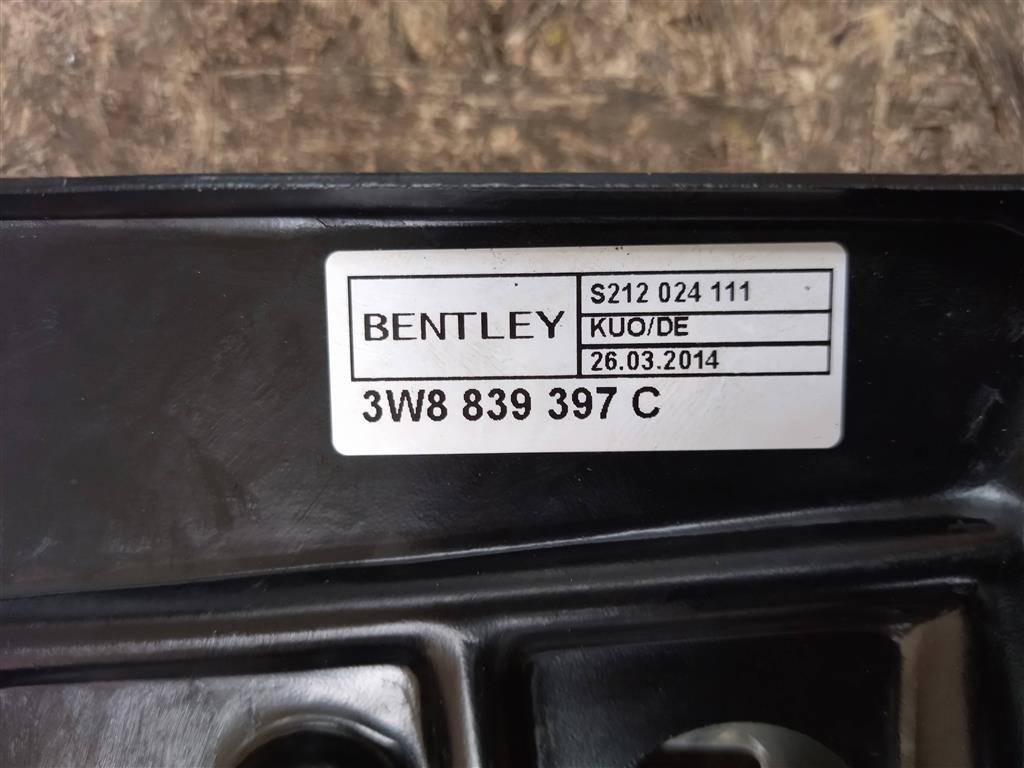 BENTLEY
S212 024 111
KUO/DE
26.03.2014
3W8 839 397 C